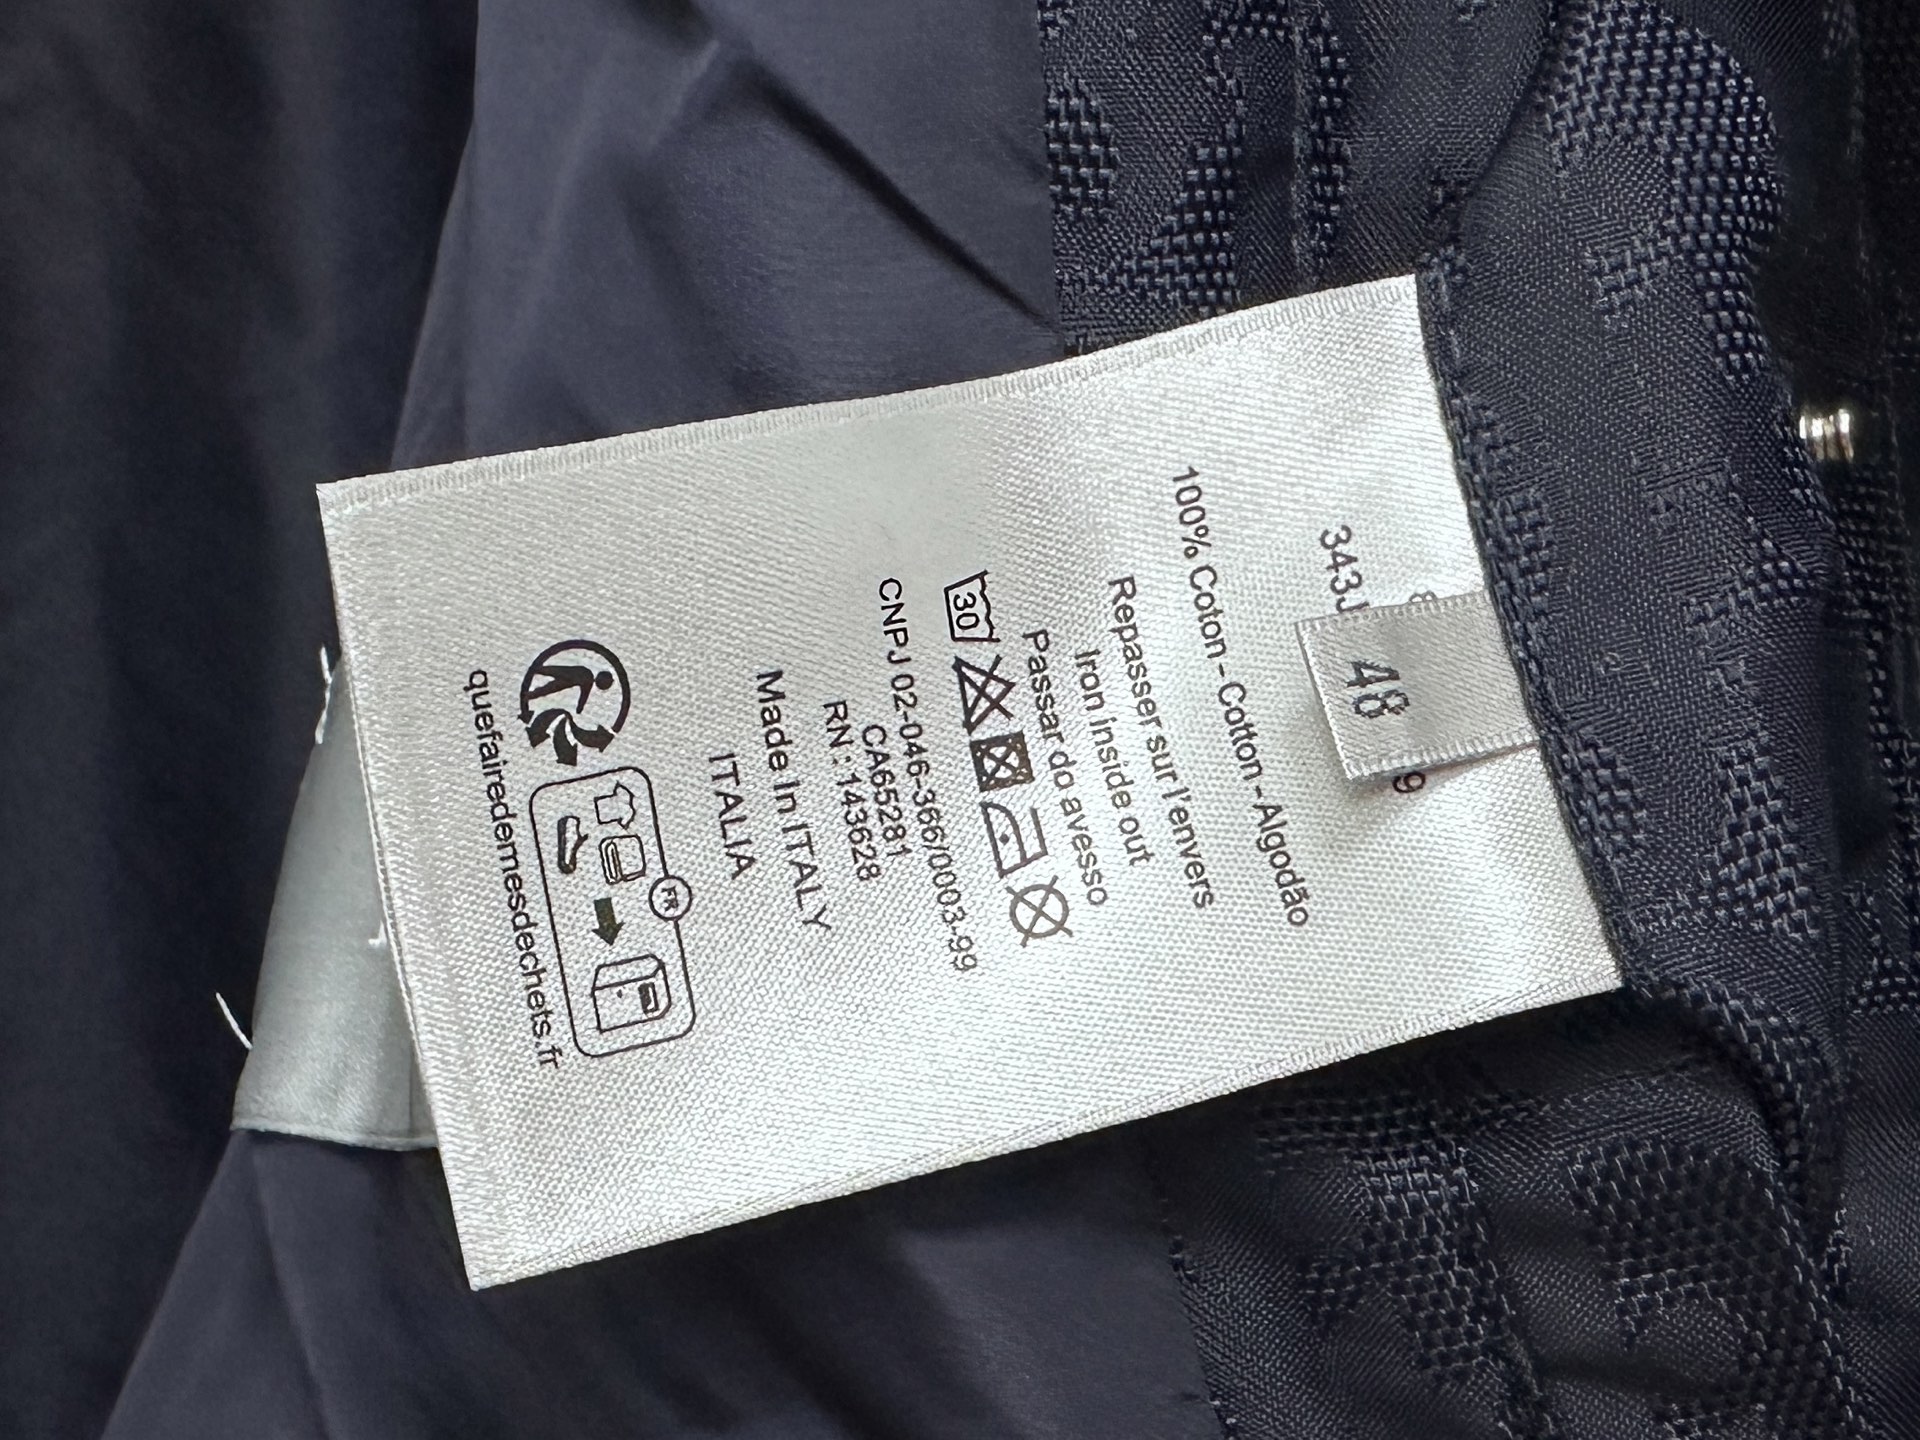 343J
48
9
100% Coton - Cotton - Algodão
Repasser sur l'envers
Iron inside out
Passar do avesso
30
CNPJ 02-046-366/0003-99
CA65281
RN : 143628
Made In ITALY
ITALIA
FR
quefairedemesdechets.fr